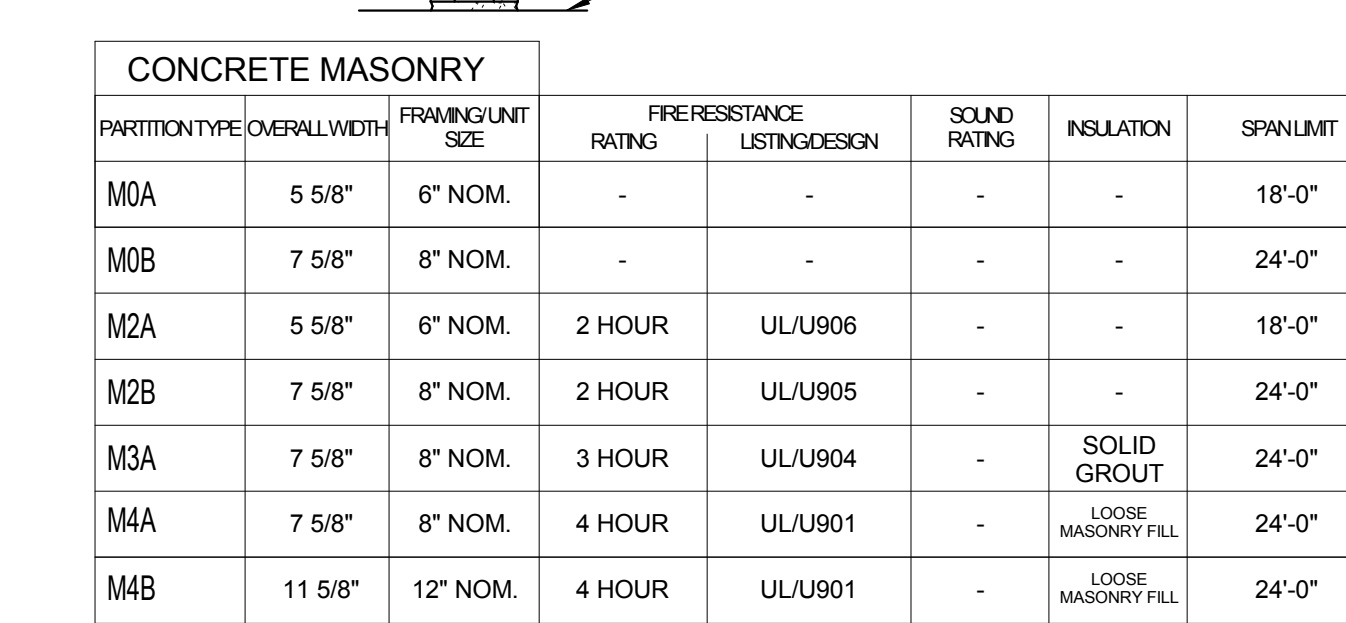 CONCRETE MASONRY
PARTITION TYPE OVERALL WIDTH FRAMING/UNIT SIZE FIRE RESISTANCE RATING LISTING/DESIGN SOUND RATING INSULATION SPAN LIMIT
M0A 5 5/8" 6" NOM. - - - - 18'-0"
M0B 7 5/8" 8" NOM. - - - - 24'-0"
M2A 5 5/8" 6" NOM. 2 HOUR UL/U906 - - 18'-0"
M2B 7 5/8" 8" NOM. 2 HOUR UL/U905 - - 24'-0"
M3A 7 5/8" 8" NOM. 3 HOUR UL/U904 - SOLID GROUT 24'-0"
M4A 7 5/8" 8" NOM. 4 HOUR UL/U901 - LOOSE MASONRY FILL 24'-0"
M4B 11 5/8" 12" NOM. 4 HOUR UL/U901 - LOOSE MASONRY FILL 24'-0"